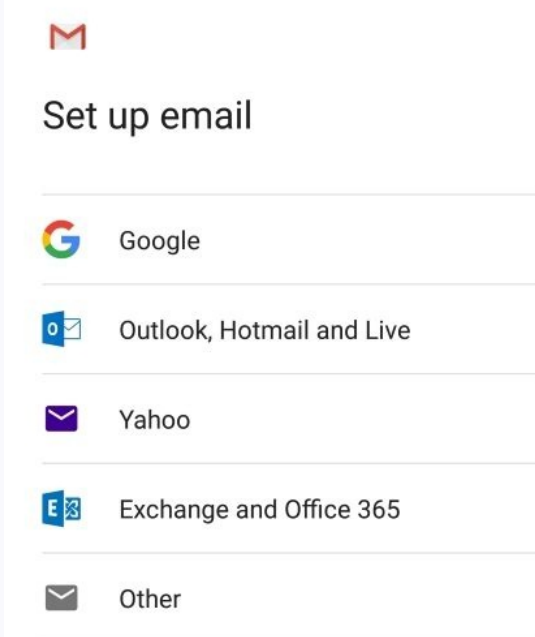 Set up email
Google
Outlook, Hotmail and Live
Yahoo
Exchange and Office 365
Other